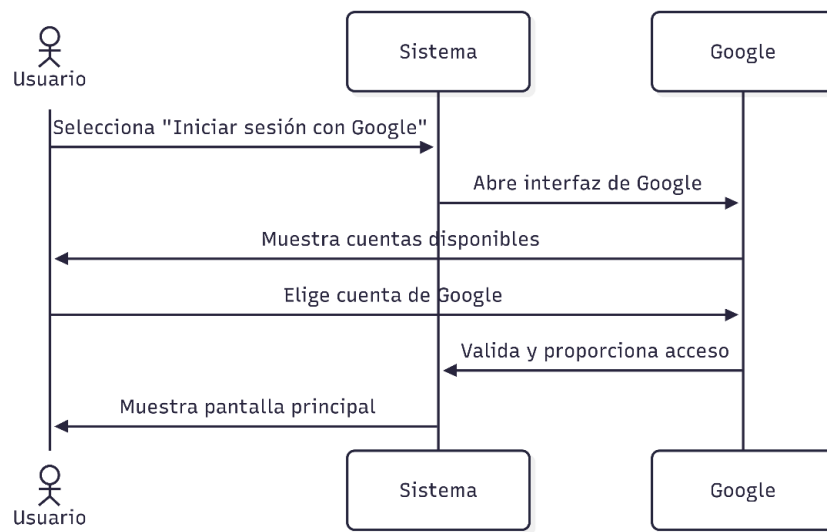 Usuario
Sistema
Google
Selecciona "Iniciar sesión con Google"
Abre interfaz de Google
Muestra cuentas disponibles
Elige cuenta de Google
Valida y proporciona acceso
Muestra pantalla principal
Usuario
Sistema
Google